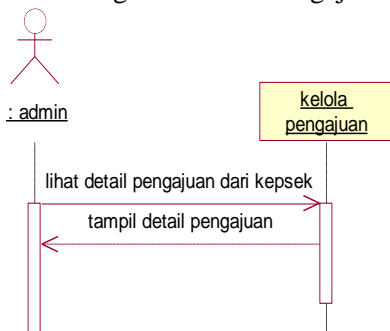 : admin
kelola
pengajuan
lihat detail pengajuan dari kepsek
tampil detail pengajuan